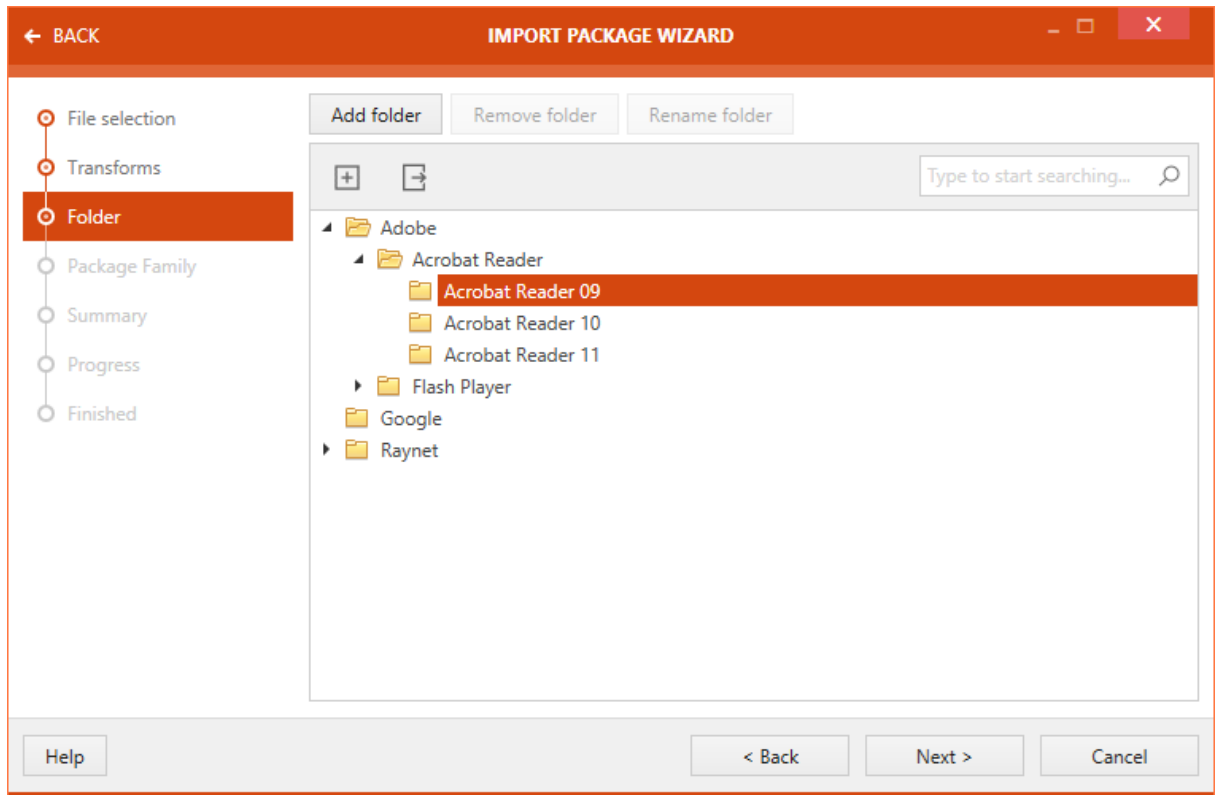 BACK
IMPORT PACKAGE WIZARD
File selection
Transforms
Folder
Package Family
Summary
Progress
Finished
Add folder
Remove folder
Rename folder
Type to start searching...
Adobe
Acrobat Reader
Acrobat Reader 09
Acrobat Reader 10
Acrobat Reader 11
Flash Player
Google
Raynet
Help
< Back
Next >
Cancel